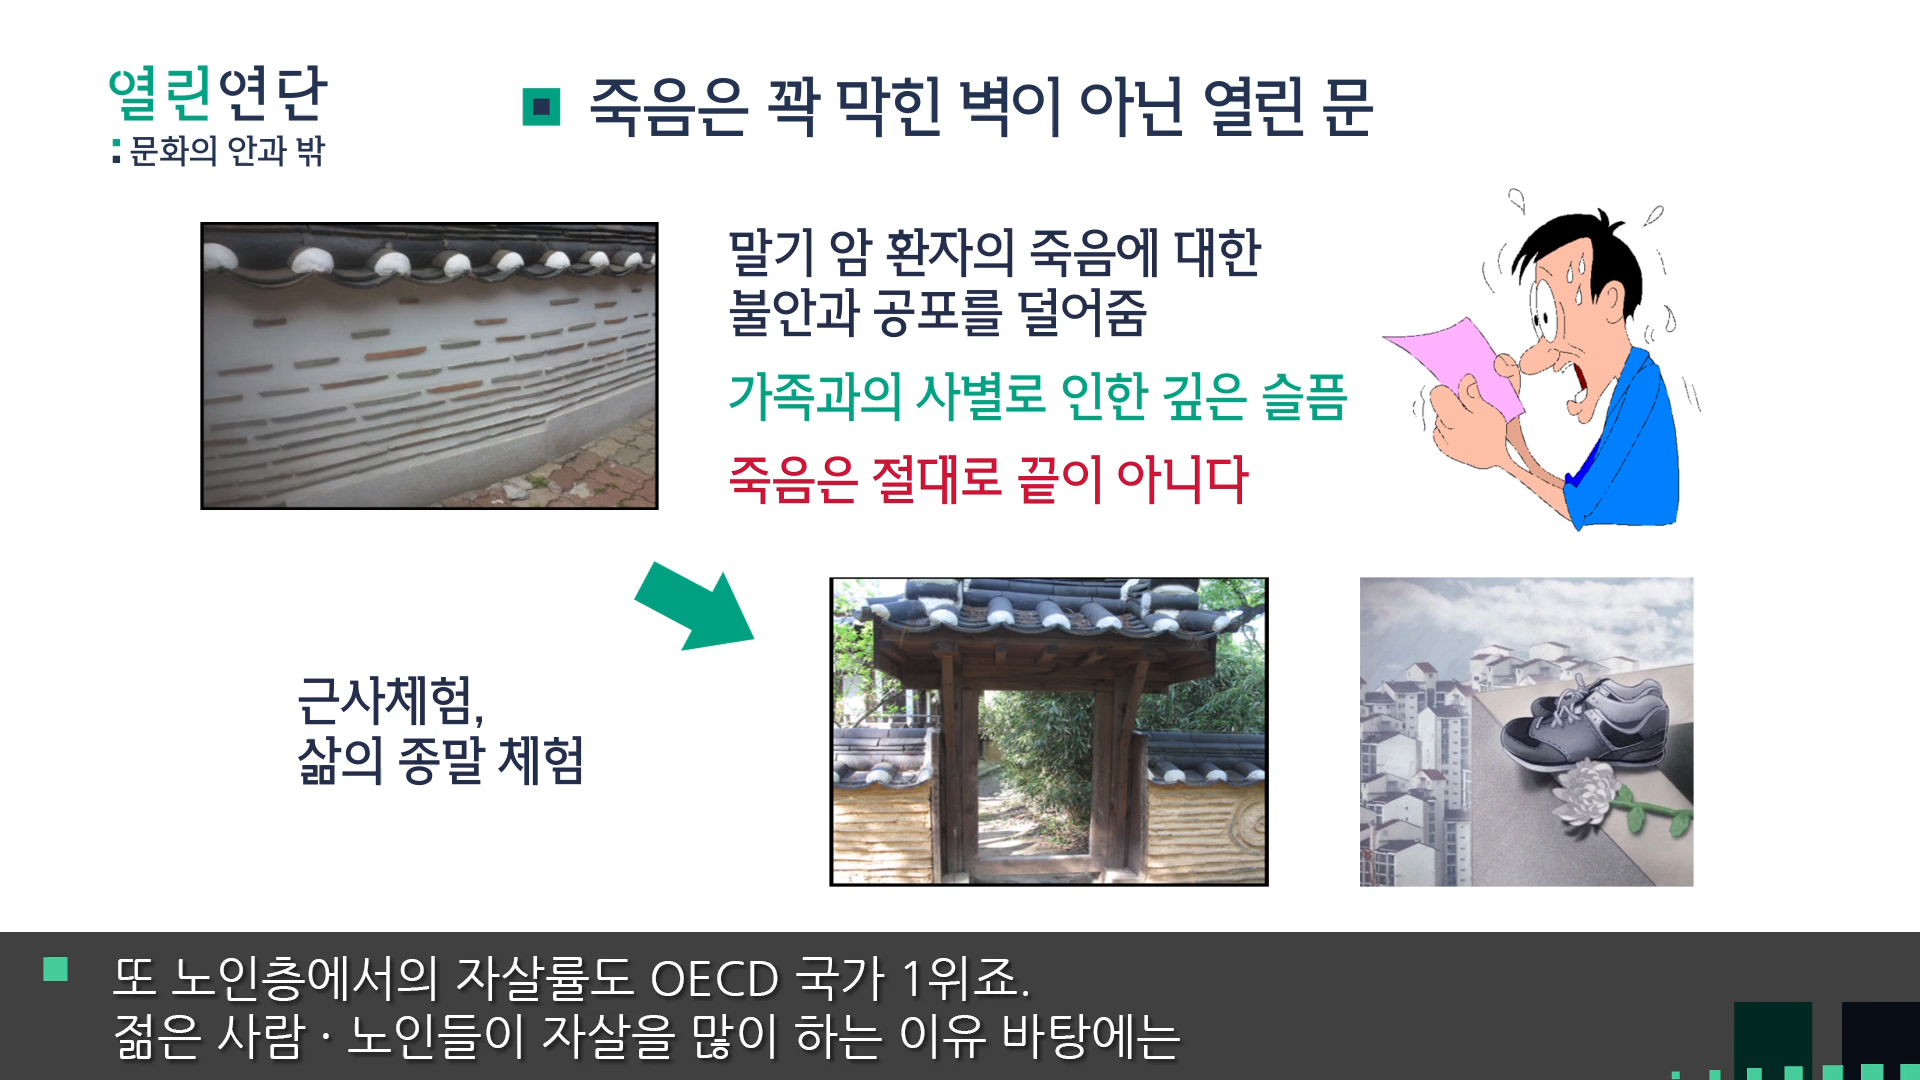 열린연단
: 문화의 안과 밖
죽음은 꽉 막힌 벽이 아닌 열린 문
말기 암 환자의 죽음에 대한
불안과 공포를 덜어줌
가족과의 사별로 인한 깊은 슬픔
죽음은 절대로 끝이 아니다
근사체험,
삶의 종말 체험
또 노인층에서의 자살률도 OECD 국가 1위죠.
젊은 사람 · 노인들이 자살을 많이 하는 이유 바탕에는